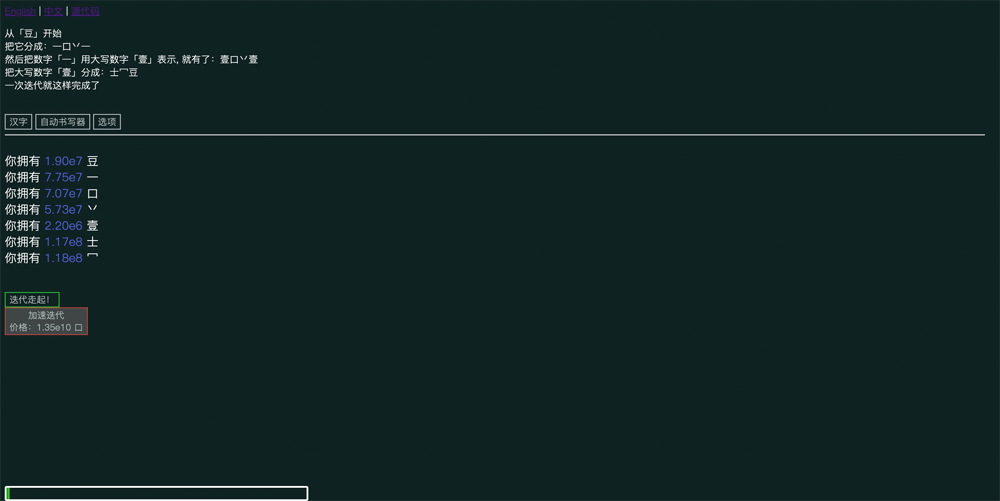 English | 中文 | 源代码
从「豆」开始
把它分成：一口丷一
然后把数字「一」用大写数字「壹」表示, 就有了：壹口丷壹
把大写数字「壹」分成：士冖豆
一次迭代就这样完成了
汉字 自动书写器 选项
你拥有 1.90e7 豆
你拥有 7.75e7 一
你拥有 7.07e7 口
你拥有 5.73e7 丷
你拥有 2.20e6 壹
你拥有 1.17e8 士
你拥有 1.18e8 冖
迭代走起！
加速迭代
价格：1.35e10 口